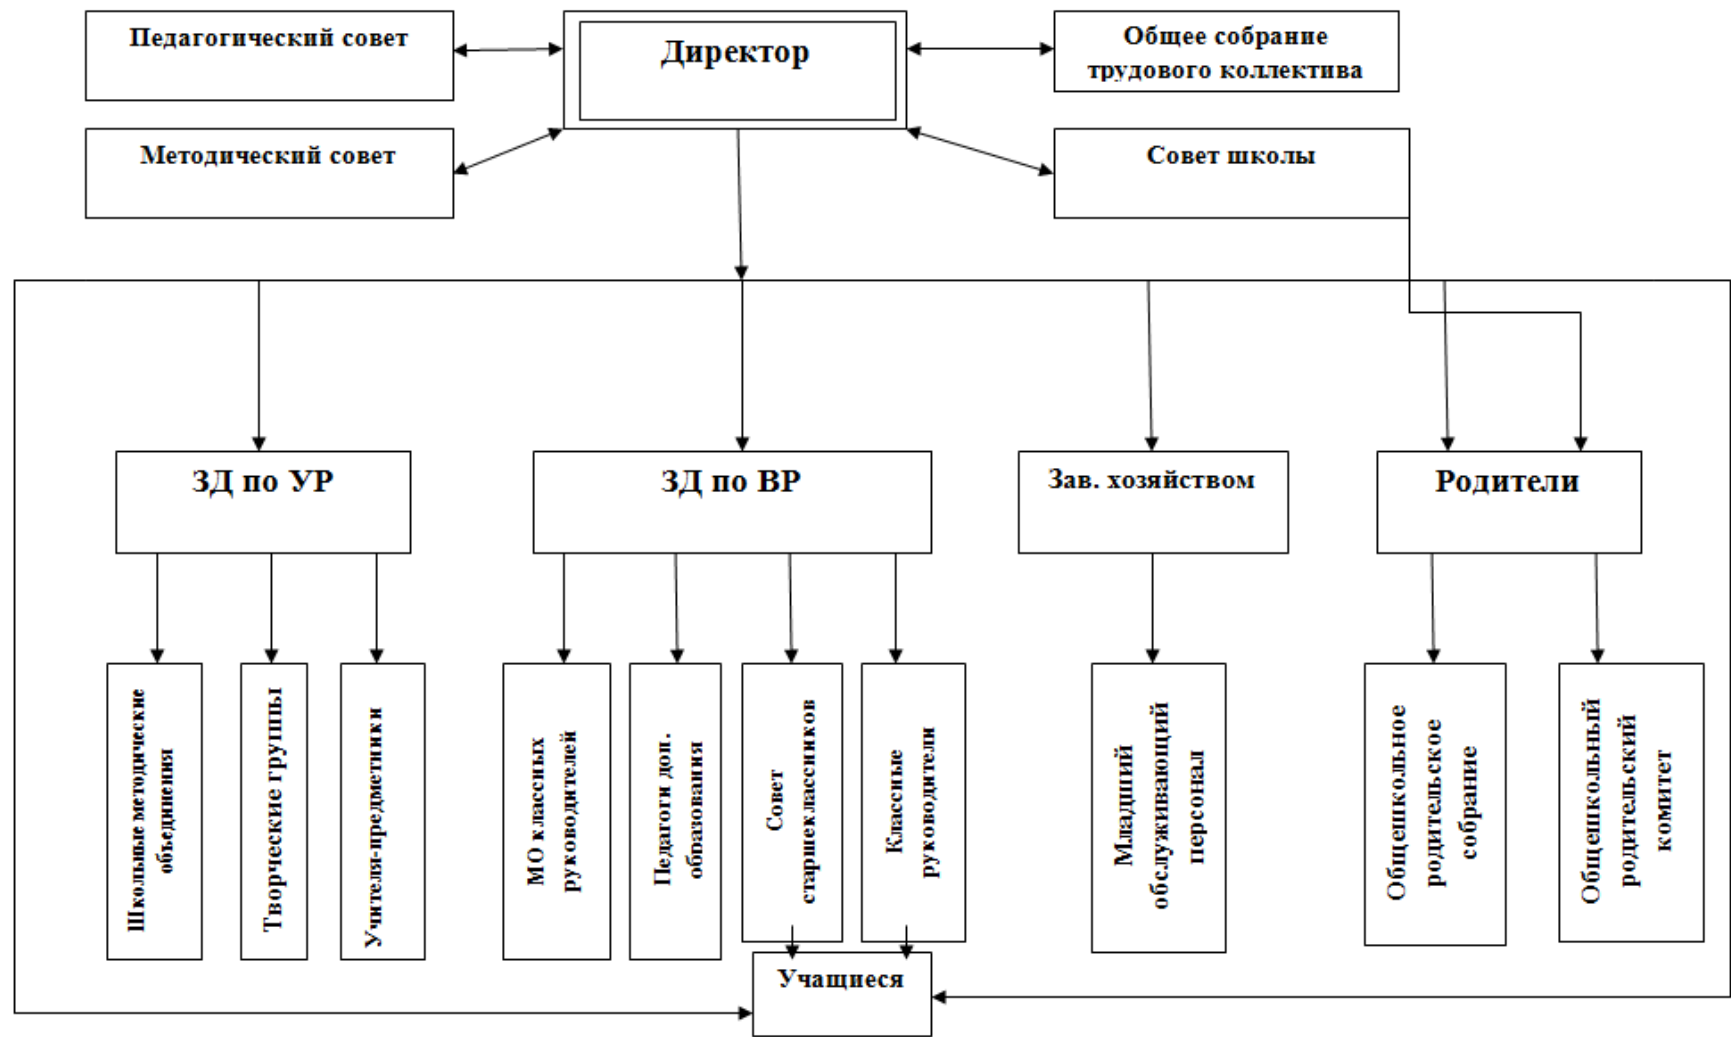 Педагогический совет
Директор
Общее собрание
трудового коллектива
Методический совет
Совет школы
ЗД по УР
ЗД по ВР
Зав. хозяйством
Родители
Школьные методические
объединения
Творческие группы
Учителя-предметники
МО классных
руководителей
Педагоги доп.
образования
Совет
старшеклассников
Классные
руководители
Младший
обслуживающий
персонал
Общешкольное
родительское
собрание
Общешкольный
родительский
комитет
Учащиеся